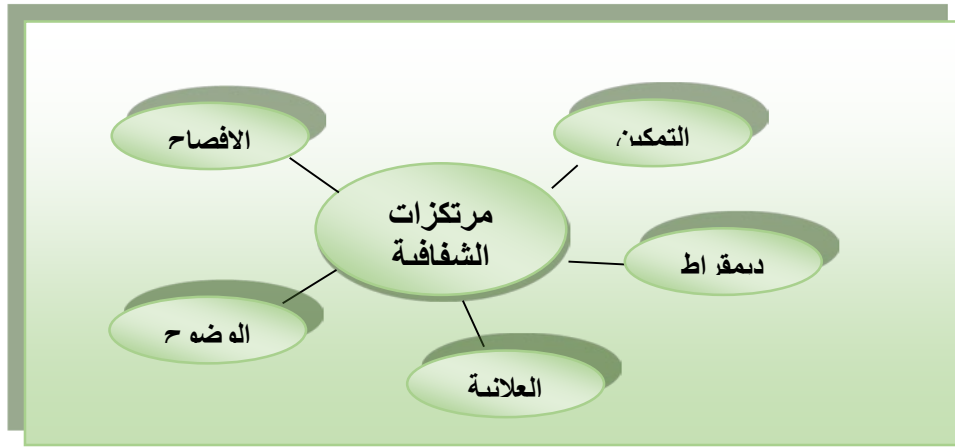 التمكين
الافصاح
مرتكزات
الشفافية
ديمقراط
الوضوح
العلانية